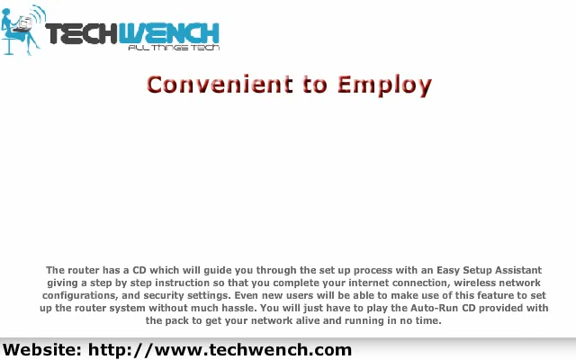 TECHWENCH
ALL THINGS TECH
Convenient to Employ
The router has a CD which will guide you through the set up process with an Easy Setup Assistant
giving a step by step instruction so that you complete your internet connection, wireless network
configurations, and security settings. Even new users will be able to make use of this feature to set
up the router system without much hassle. You will just have to play the Auto-Run CD provided with
the pack to get your network alive and running in no time.
Website: http://www.techwench.com